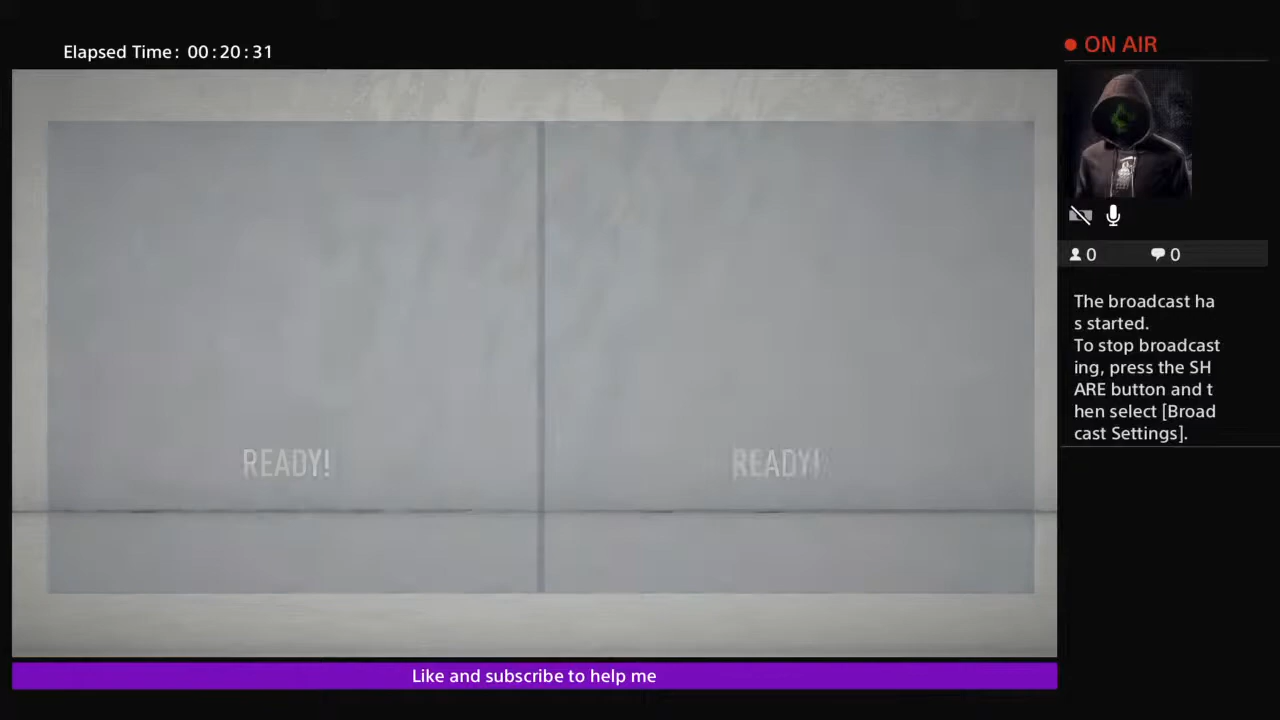 Elapsed Time: 00:20:31
ON AIR
0 0
The broadcast ha
s started.
To stop broadcast
ing, press the SH
ARE button and t
hen select [Broad
cast Settings].
READY! READY!
Like and subscribe to help me